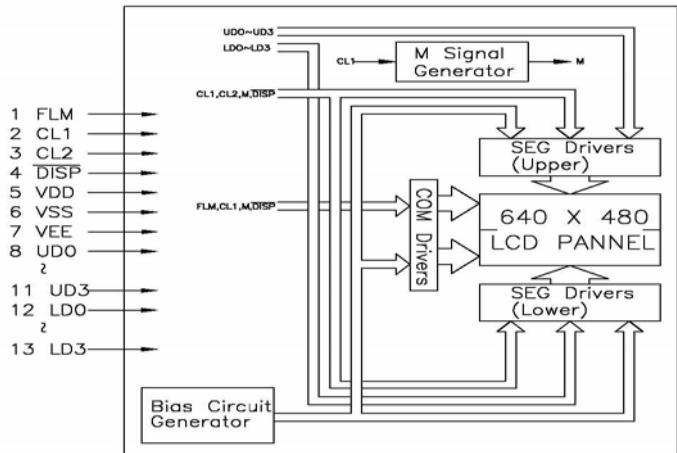 UD0~UD3
LD0~LD3
CL1
M Signal
Generator
M
CL1,CL2,M,DISP
1 FLM
2 CL1
3 CL2
4 DISP
5 VDD
6 VSS
7 VEE
8 UD0
~
11 UD3
12 LD0
~
13 LD3
SEG Drivers
(Upper)
FLM,CL1,M,DISP
COM Drivers
640 X 480
LCD PANNEL
SEG Drivers
(Lower)
Bias Circuit
Generator